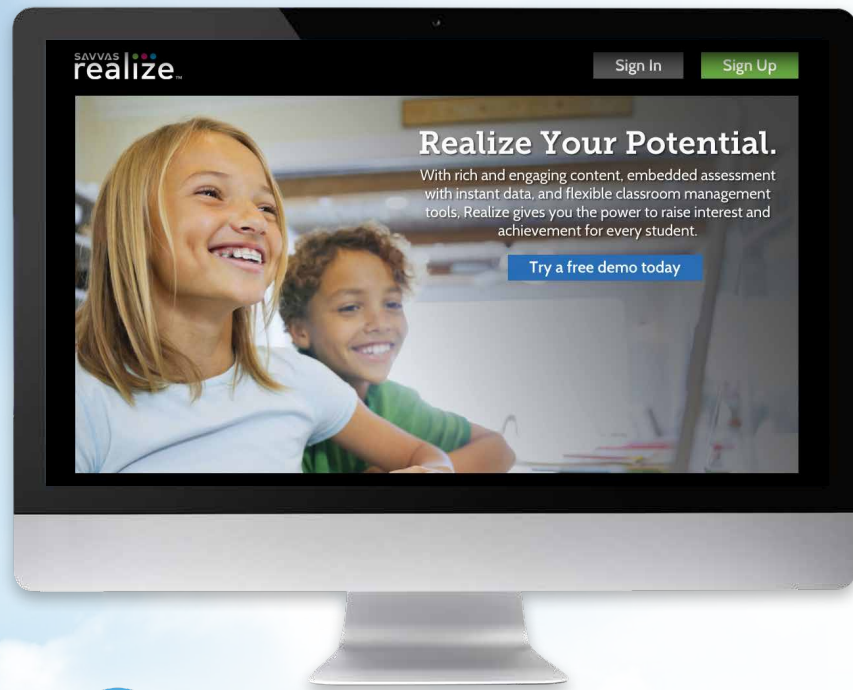 SAVVAS
realize™
Sign In
Sign Up
Realize Your Potential.
With rich and engaging content, embedded assessment
with instant data, and flexible classroom management
tools, Realize gives you the power to raise interest and
achievement for every student.
Try a free demo today